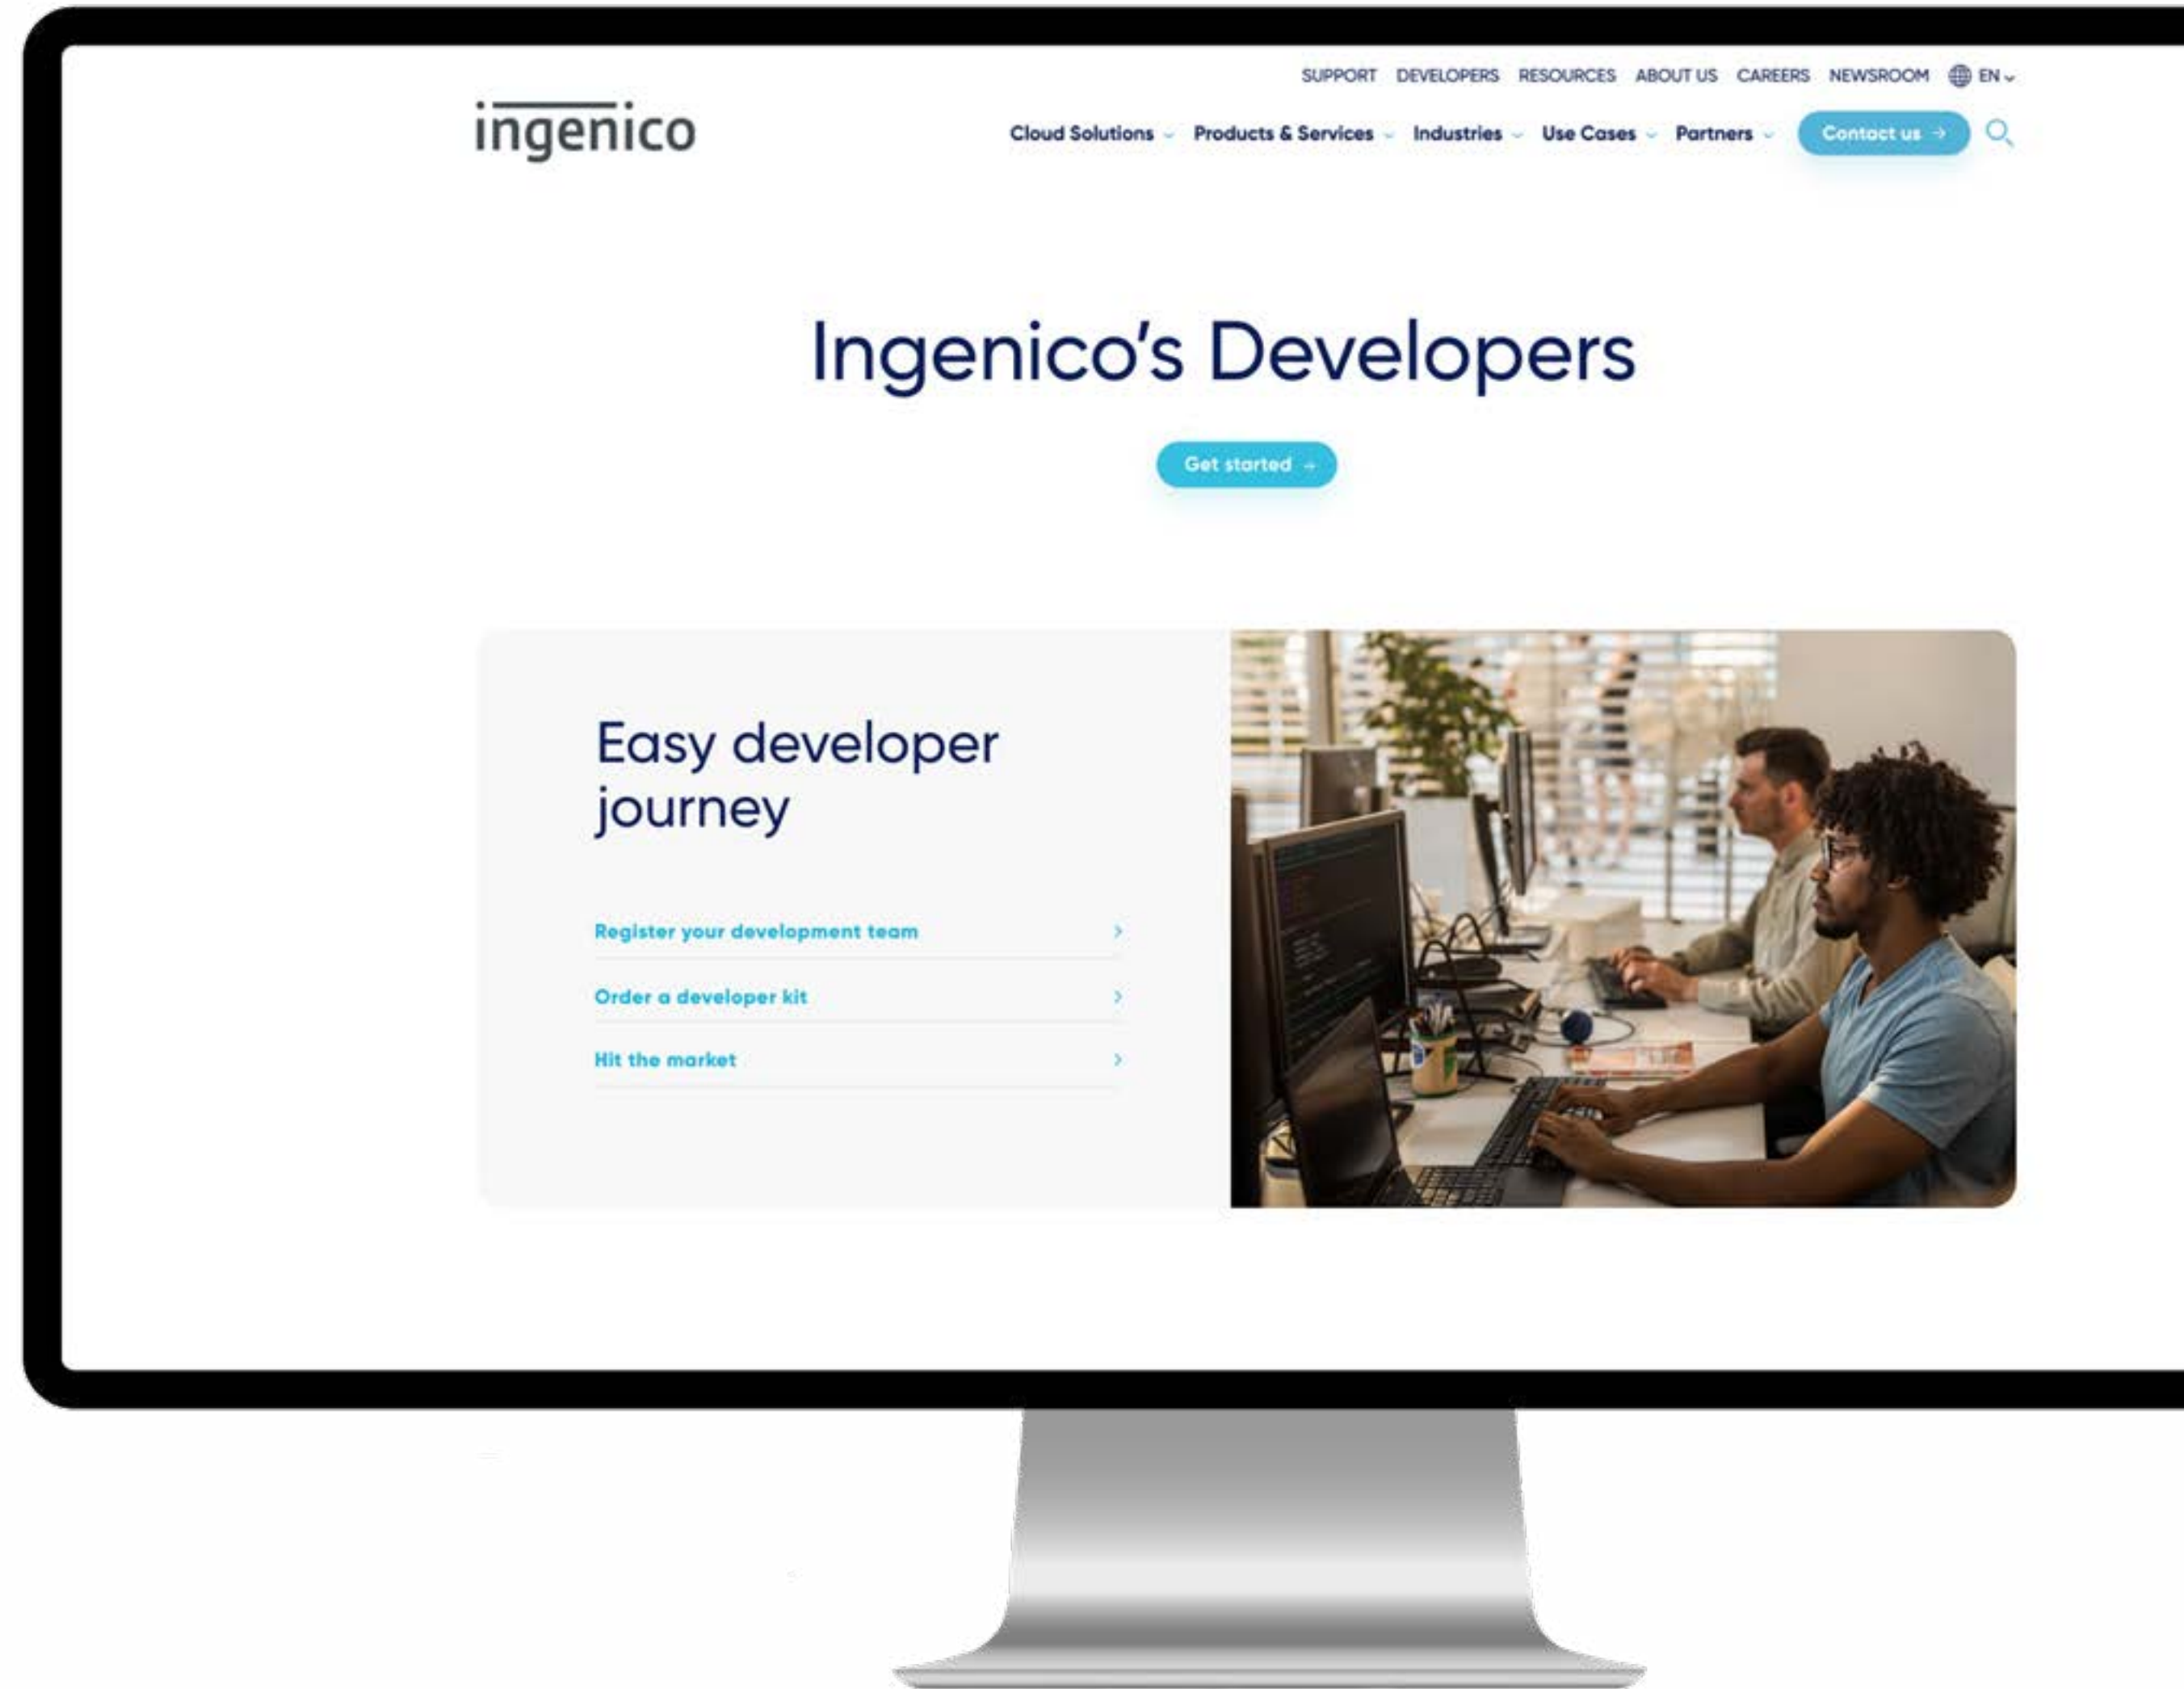 SUPPORT DEVELOPERS RESOURCES ABOUT US CAREERS NEWSROOM EN
ingenico
Cloud Solutions Products & Services Industries Use Cases Partners Contact us →
Ingenico’s Developers
Get started →
Easy developer
journey
Register your development team >
Order a developer kit >
Hit the market >